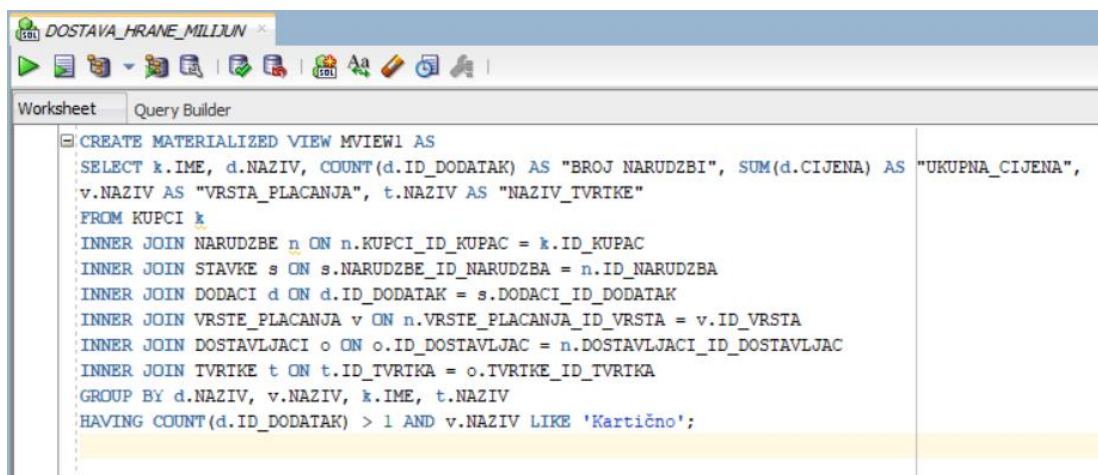 DOSTAVA_HRANE_MILIJUN
Worksheet Query Builder
CREATE MATERIALIZED VIEW MVIEW1 AS
SELECT k.IME, d.NAZIV, COUNT(d.ID_DODATAK) AS "BROJ NARUDZBI", SUM(d.CIJENA) AS "UKUPNA_CIJENA",
v.NAZIV AS "VRSTA_PLACANJA", t.NAZIV AS "NAZIV_TVRTKE"
FROM KUPCI k
INNER JOIN NARUDZBE n ON n.KUPCI_ID_KUPAC = k.ID_KUPAC
INNER JOIN STAVKE s ON s.NARUDZBE_ID_NARUDZBA = n.ID_NARUDZBA
INNER JOIN DODACI d ON d.ID_DODATAK = s.DODACI_ID_DODATAK
INNER JOIN VRSTE_PLACANJA v ON n.VRSTE_PLACANJA_ID_VRSTA = v.ID_VRSTA
INNER JOIN DOSTAVLJACI o ON o.ID_DOSTAVLJAC = n.DOSTAVLJACI_ID_DOSTAVLJAC
INNER JOIN TVRTKE t ON t.ID_TVRTKA = o.TVRTKE_ID_TVRTKA
GROUP BY d.NAZIV, v.NAZIV, k.IME, t.NAZIV
HAVING COUNT(d.ID_DODATAK) > 1 AND v.NAZIV LIKE 'Kartično';